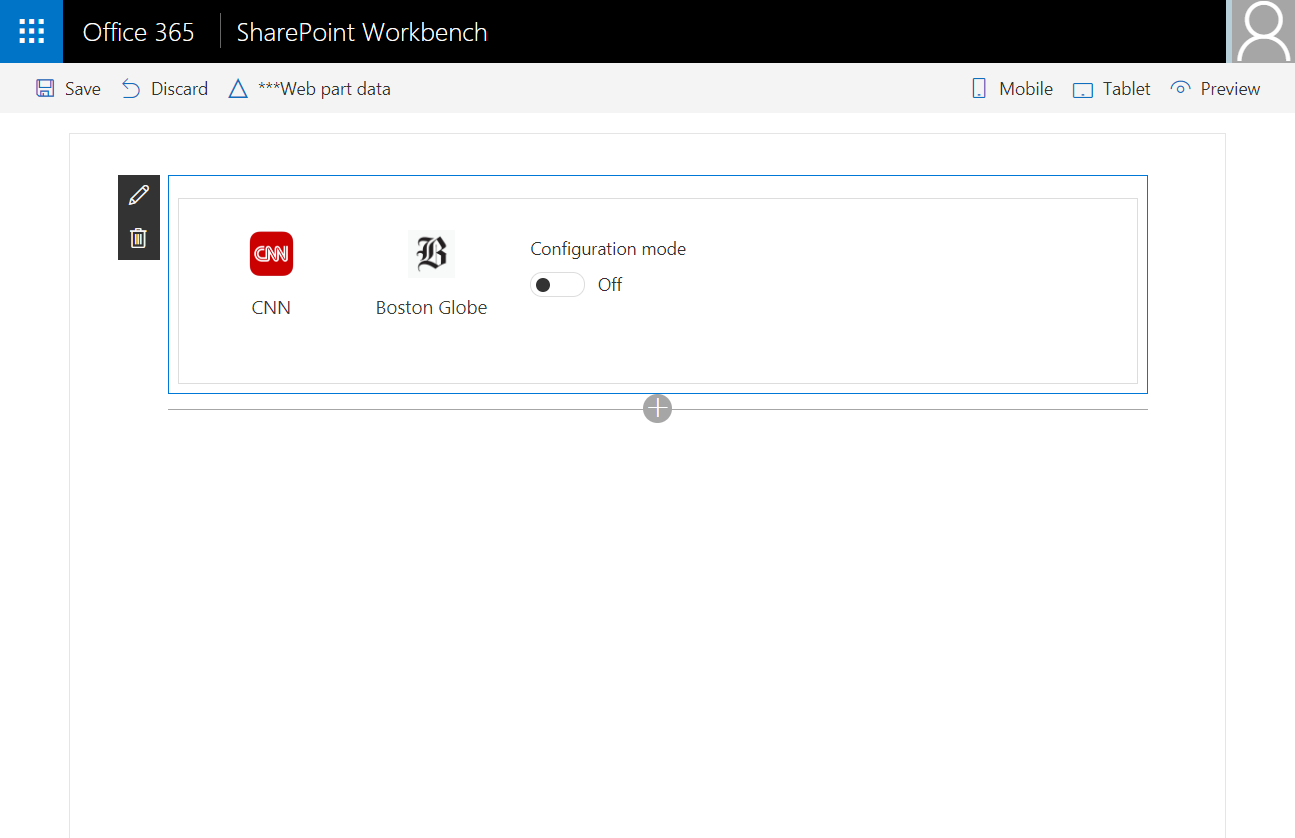 Office 365 SharePoint Workbench
Save Discard ***Web part data Mobile Tablet Preview
CNN B Configuration mode
Off
CNN Boston Globe